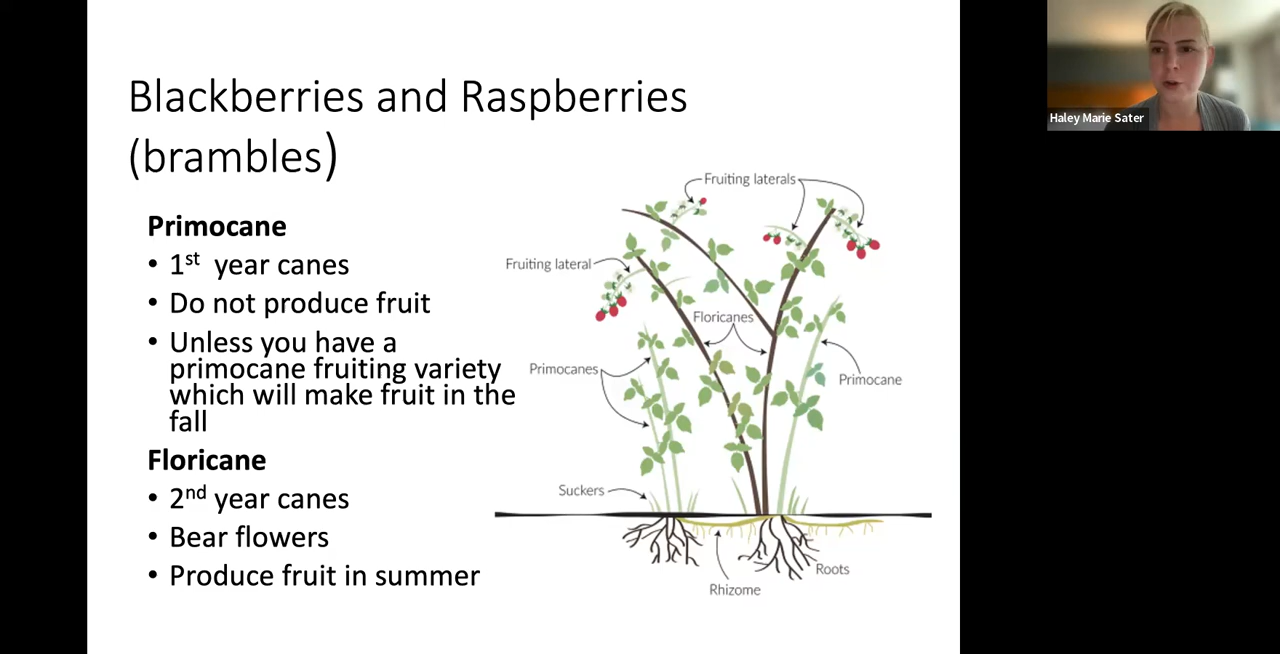 Blackberries and Raspberries
(brambles)
Primocane
• 1st year canes
• Do not produce fruit
• Unless you have a
primocane fruiting variety
which will make fruit in the
fall
Floricane
• 2nd year canes
• Bear flowers
• Produce fruit in summer
Fruiting laterals
Fruiting lateral
Floricanes
Primocanes
Primocane
Suckers
Roots
Rhizome
Haley Marie Sater